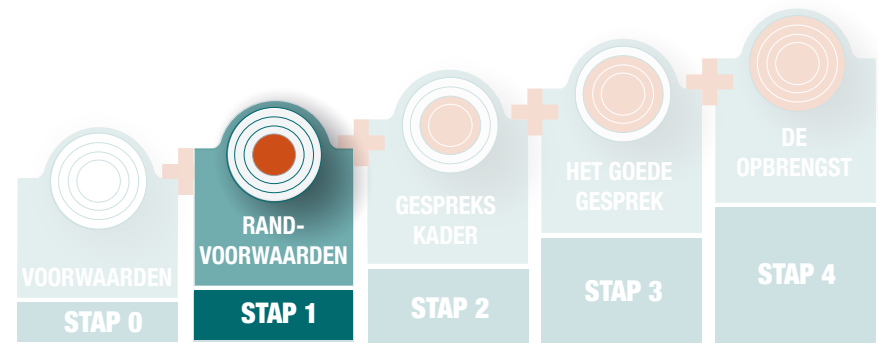 VOORWAARDEN
STAP 0
RAND-
VOORWAARDEN
STAP 1
GESPREKS
KADER
STAP 2
HET GOEDE
GESPREK
STAP 3
DE
OPBRENGST
STAP 4